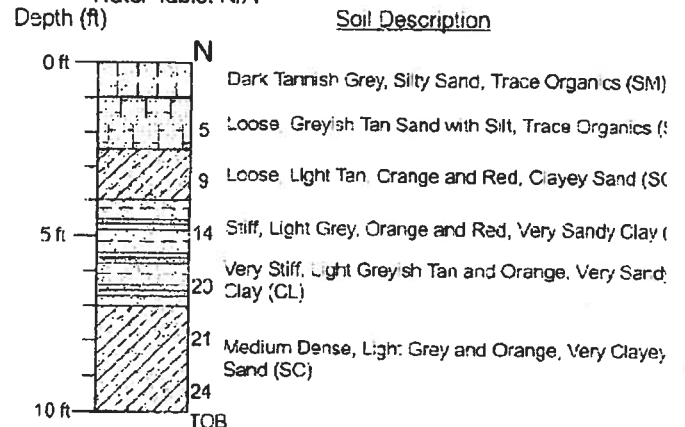 Depth (ft)
Soil Description
N
0 ft
Dark Tannish Grey, Silty Sand, Trace Organics (SM)
5
Loose, Greyish Tan Sand with Silt, Trace Organics (
9
Loose, Light Tan, Orange and Red, Clayey Sand (SC
5 ft
14
Stiff, Light Grey, Orange and Red, Very Sandy Clay (
20
Very Stiff, Light Greyish Tan and Orange, Very Sandy
Clay (CL)
21
Medium Dense, Light Grey and Orange, Very Clayey
Sand (SC)
24
10 ft
TOB